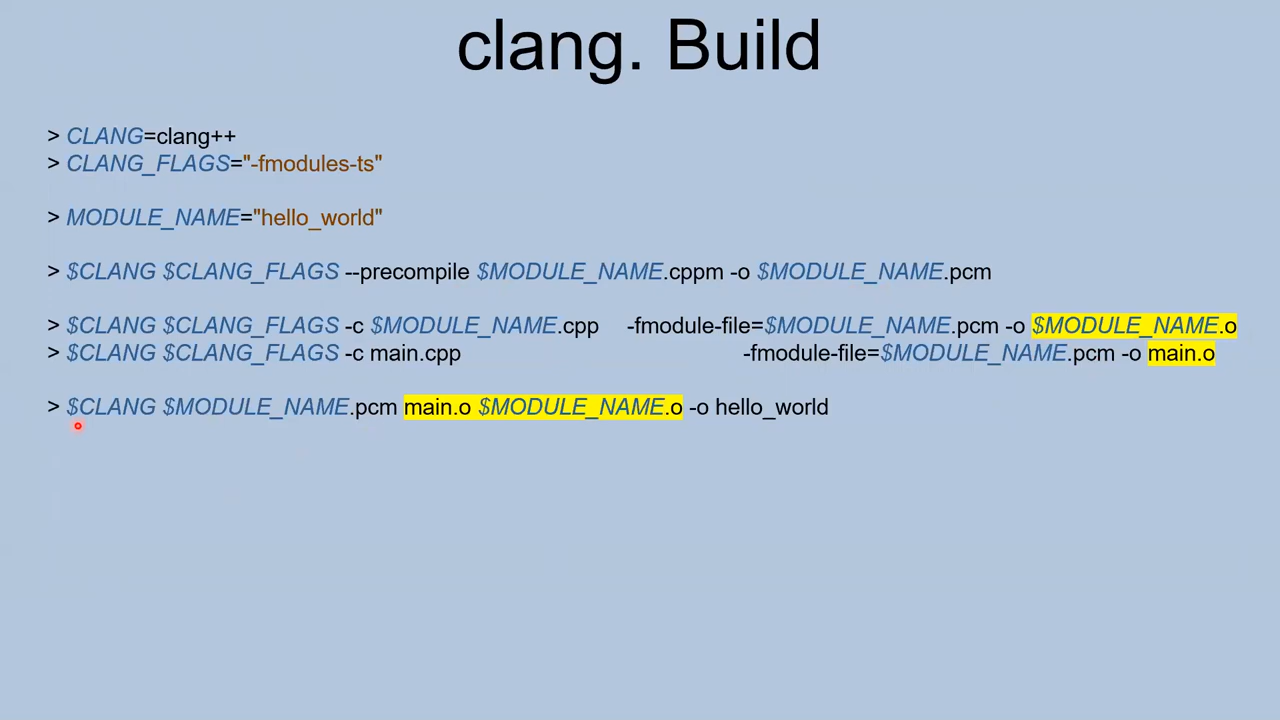 clang. Build
> CLANG=clang++
> CLANG_FLAGS="-fmodules-ts"
> MODULE_NAME="hello_world"
> $CLANG $CLANG_FLAGS --precompile $MODULE_NAME.cppm -o $MODULE_NAME.pcm
> $CLANG $CLANG_FLAGS -c $MODULE_NAME.cpp -fmodule-file=$MODULE_NAME.pcm -o $MODULE_NAME.o
> $CLANG $CLANG_FLAGS -c main.cpp -fmodule-file=$MODULE_NAME.pcm -o main.o
> $CLANG $MODULE_NAME.pcm main.o $MODULE_NAME.o -o hello_world